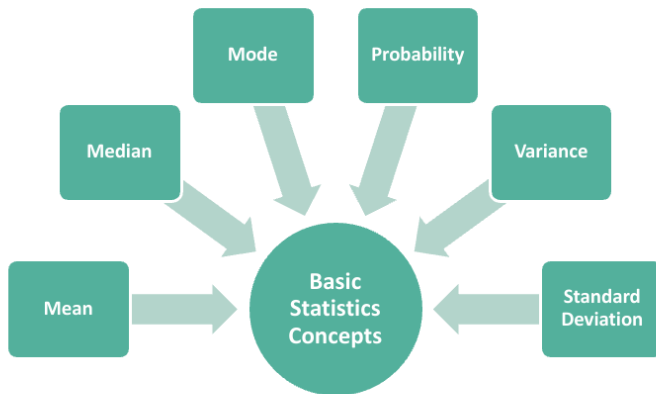 Mode
Probability
Median
Variance
Mean
Basic
Statistics
Concepts
Standard
Deviation